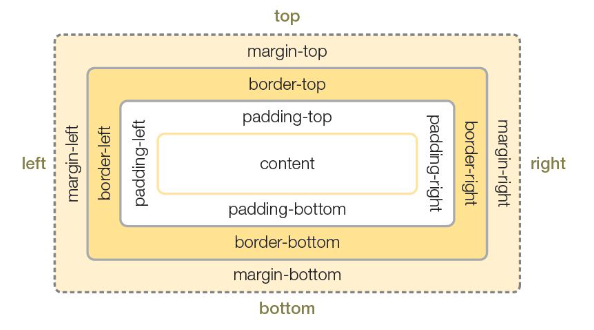 top
margin-top
border-top
padding-top
left
margin-left
border-left
padding-left
content
padding-right
border-right
margin-right
right
padding-bottom
border-bottom
margin-bottom
bottom